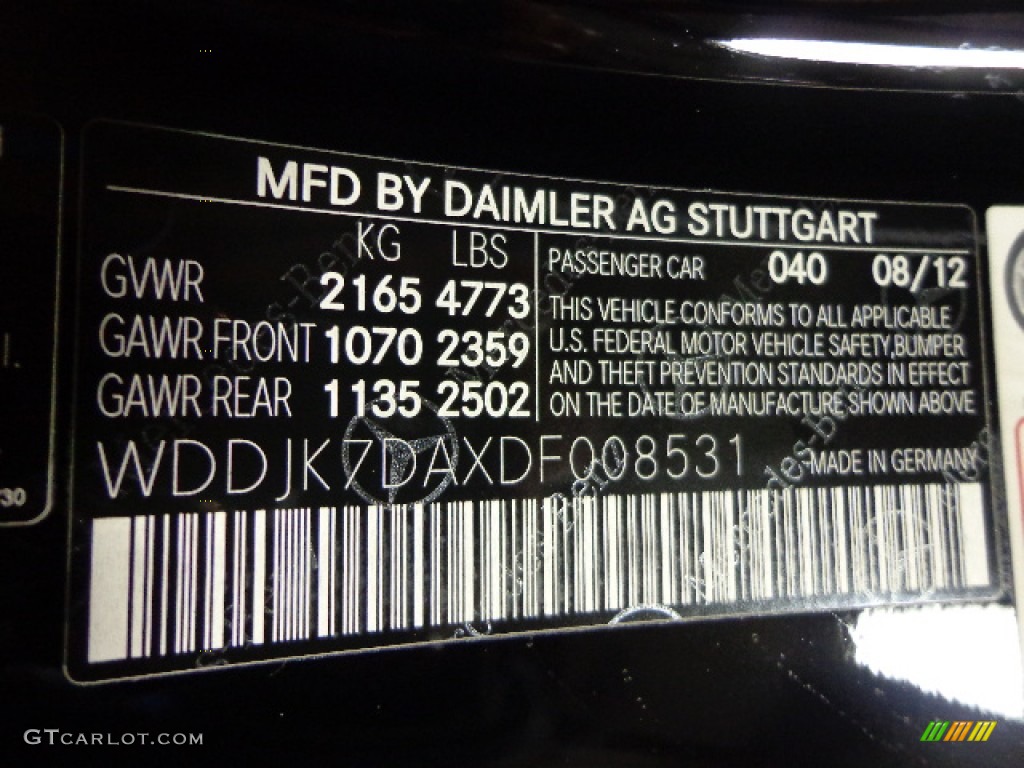 MFD BY DAIMLER AG STUTTGART
KG LBS
GVWR 2165 4773
GAWR FRONT 1070 2359
GAWR REAR 1135 2502
PASSENGER CAR 040 08/12
THIS VEHICLE CONFORMS TO ALL APPLICABLE
U.S. FEDERAL MOTOR VEHICLE SAFETY,BUMPER
AND THEFT PREVENTION STANDARDS IN EFFECT
ON THE DATE OF MANUFACTURE SHOWN ABOVE
WDDJK7DAXDF008531 MADE IN GERMANY
30
GTCARLOT.COM